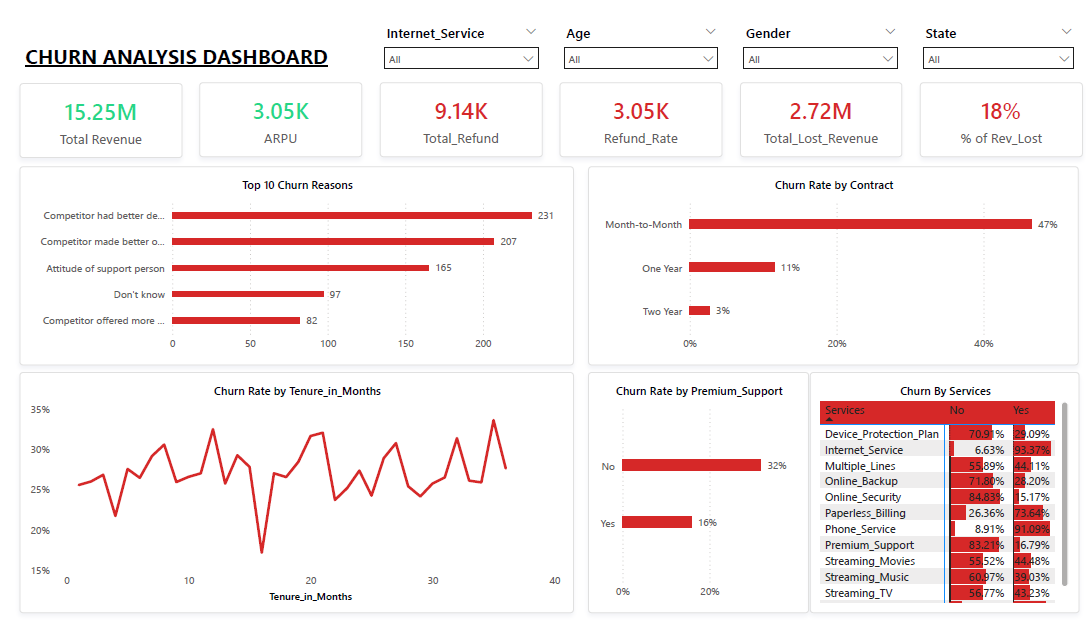 Internet_Service
Age
Gender
State
CHURN ANALYSIS DASHBOARD
All
All
All
All
15.25M
3.05K
9.14K
3.05K
2.72M
18%
Total Revenue
ARPU
Total_Refund
Refund_Rate
Total_Lost_Revenue
% of Rev_Lost
Top 10 Churn Reasons
Competitor had better de... 231
Competitor made better o... 207
Attitude of support person 165
Don't know 97
Competitor offered more ... 82
0 50 100 150 200
Churn Rate by Contract
Month-to-Month 47%
One Year 11%
Two Year 3%
0% 20% 40%
Churn Rate by Tenure_in_Months
35%
30%
25%
20%
15%
0 10 20 30 40
Tenure_in_Months
Churn Rate by Premium_Support
No 32%
Yes 16%
0% 20%
Churn By Services
Services No Yes
Device_Protection_Plan 70.91% 29.09%
Internet_Service 6.63% 93.37%
Multiple_Lines 55.89% 44.11%
Online_Backup 71.80% 28.20%
Online_Security 84.83% 15.17%
Paperless_Billing 26.36% 73.64%
Phone_Service 8.91% 91.09%
Premium_Support 83.21% 16.79%
Streaming_Movies 55.52% 44.48%
Streaming_Music 60.97% 39.03%
Streaming_TV 56.77% 43.23%